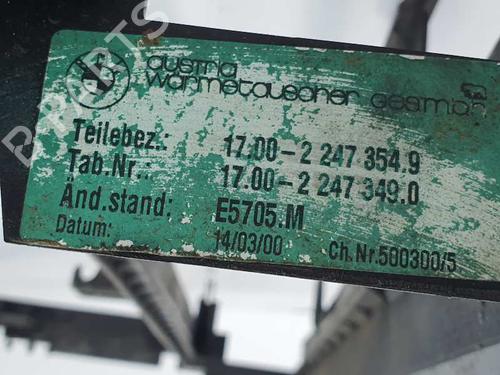 austria
wärmetauscher GesmbH
Teilebez.: 17.00-2 247 354.9
Tab.Nr.: 17.00-2 247 349.0
Änd.stand: E5705.M
Datum: 14/03/00 Ch.Nr.500300/5
B-PARTS